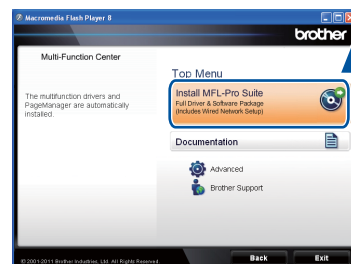 Macromedia Flash Player 8
brother
Multi-Function Center
The multifunction drivers and
PageManager are automatically
installed.
Top Menu
Install MFL-Pro Suite
Full Driver & Software Package
(Includes Wired Network Setup)
Documentation
Advanced
Brother Support
© 2001-2011 Brother Industries, Ltd. All Rights Reserved.
Back
Exit